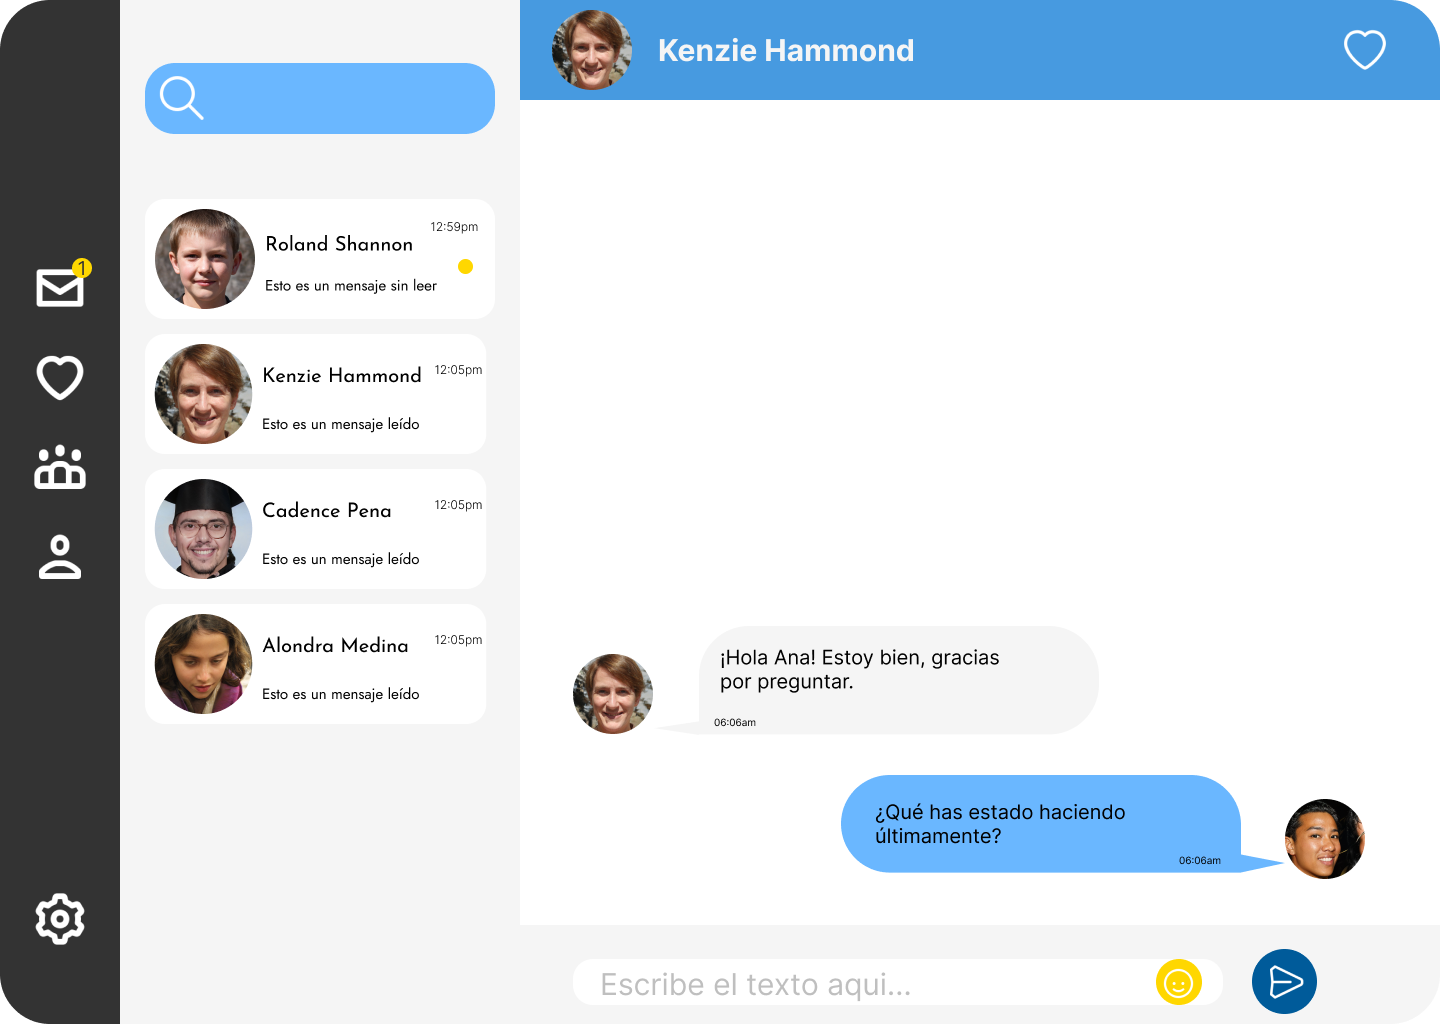 1
Roland Shannon
12:59pm
Esto es un mensaje sin leer
Kenzie Hammond
12:05pm
Esto es un mensaje leído
Cadence Pena
12:05pm
Esto es un mensaje leído
Alondra Medina
12:05pm
Esto es un mensaje leído
Kenzie Hammond
¡Hola Ana! Estoy bien, gracias
por preguntar.
06:06am
¿Qué has estado haciendo
últimamente?
06:06am
Escribe el texto aqui...